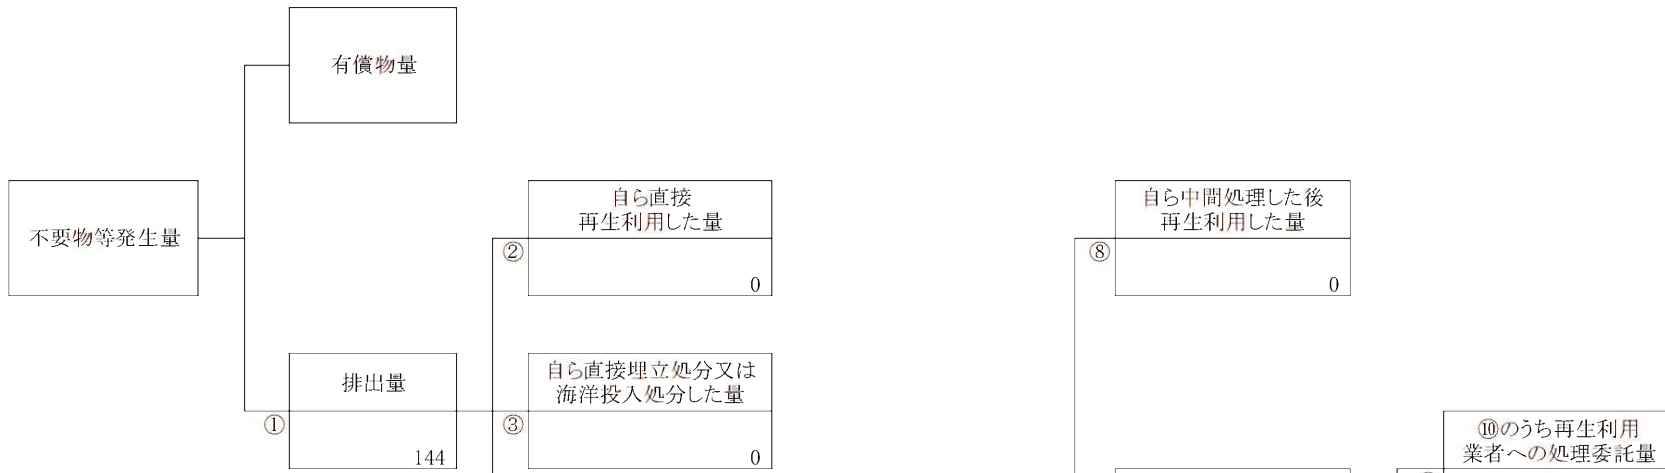 有償物量
不要物等発生量
自ら直接
再生利用した量
②
0
自ら中間処理した後
再生利用した量
⑧
0
排出量
①
144
自ら直接埋立処分又は
海洋投入処分した量
③
0
⑩のうち再生利用
業者への処理委託量